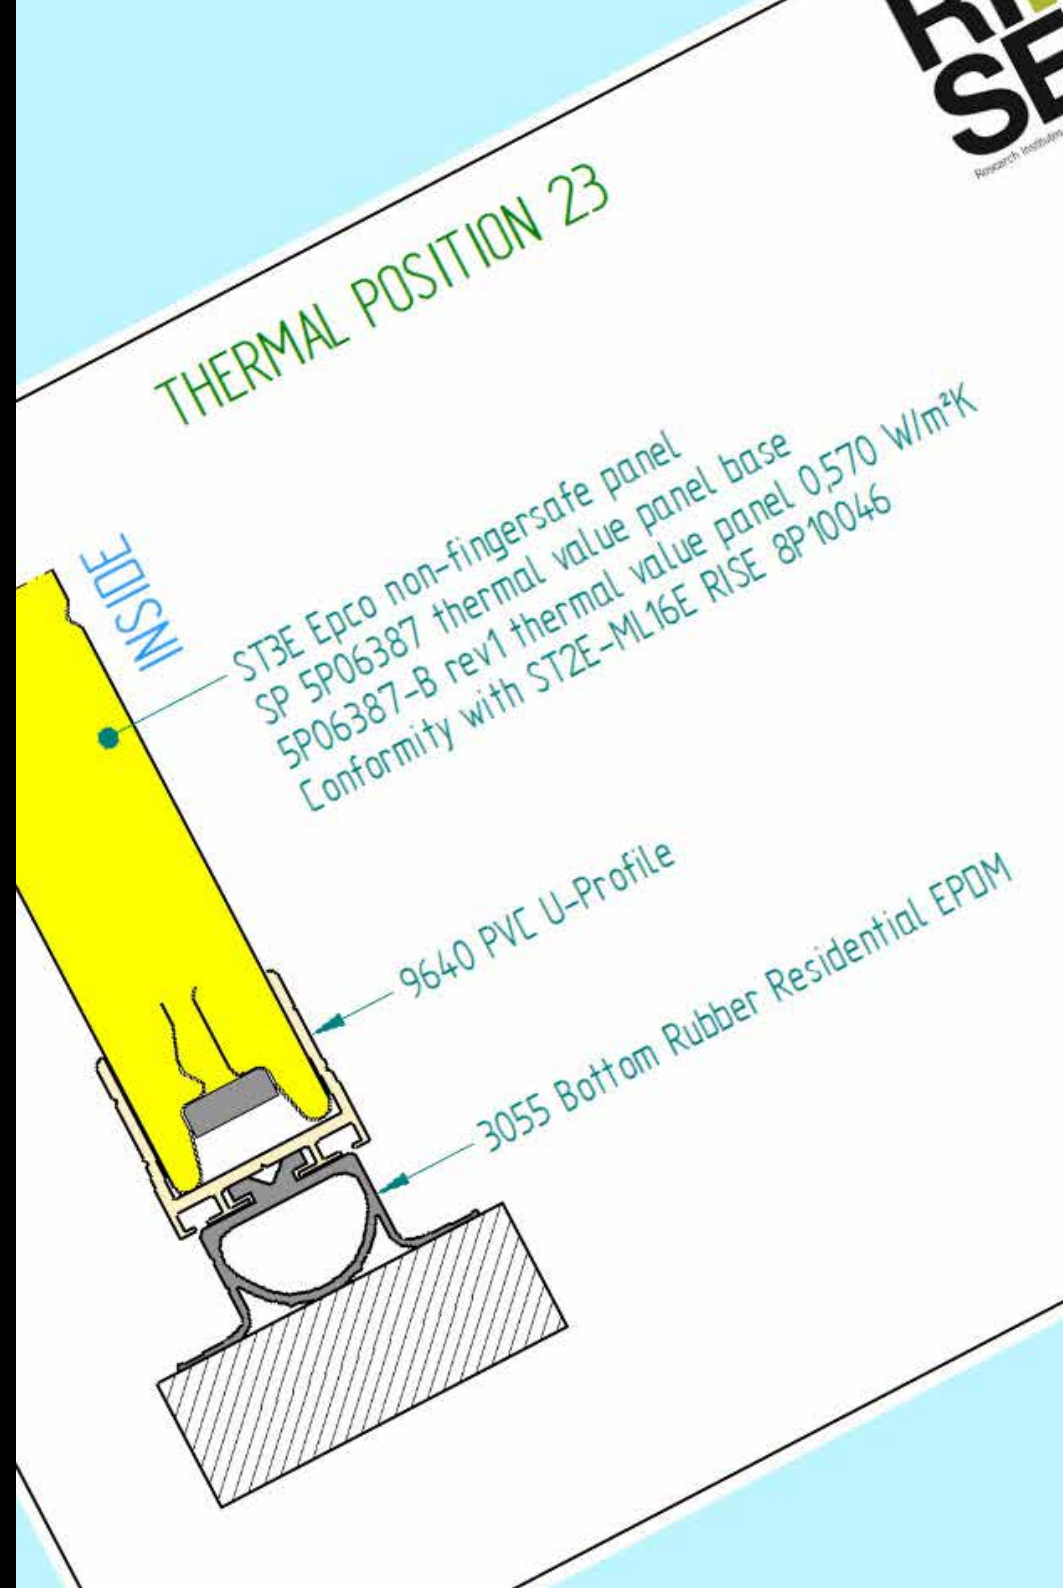 SE
Research Institutes
THERMAL POSITION 23
INSIDE
ST3E Epco non-fingersafe panel
SP 5P06387 thermal value panel base
5P06387-B rev1 thermal value panel 0,570 W/m²K
Conformity with ST2E-ML16E RISE 8P10046
9640 PVC U-Profile
3055 Bottom Rubber Residential EPDM